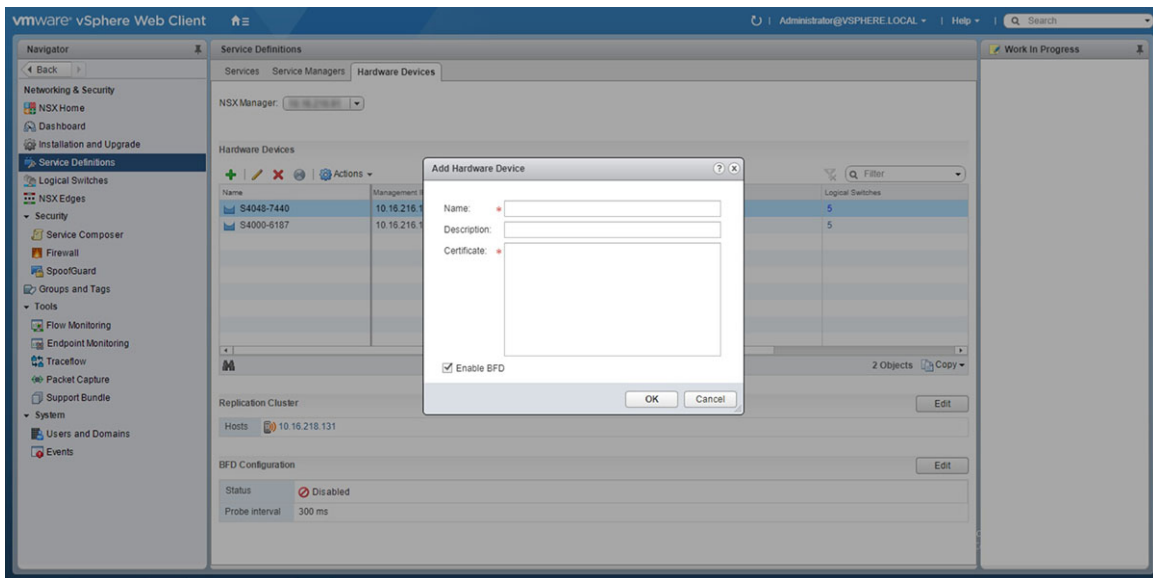 vmware® vSphere Web Client
Administrator@VSPHERE.LOCAL
Help
Search
Navigator
Back
Networking & Security
NSX Home
Dashboard
Installation and Upgrade
Service Definitions
Logical Switches
NSX Edges
Security
Service Composer
Firewall
SpoofGuard
Groups and Tags
Tools
Flow Monitoring
Endpoint Monitoring
Traceflow
Packet Capture
Support Bundle
System
Users and Domains
Events
Service Definitions
Services Service Managers Hardware Devices
NSX Manager:
Hardware Devices
Actions
Filter
Name Management Logical Switches
S4048-7440 10.16.216.1 5
S4000-6187 10.16.216.1 5
2 Objects Copy
Add Hardware Device
Name: *
Description:
Certificate: *
Enable BFD
OK Cancel
Replication Cluster Edit
Hosts 10.16.218.131
BFD Configuration Edit
Status Disabled
Probe interval 300 ms
Work In Progress